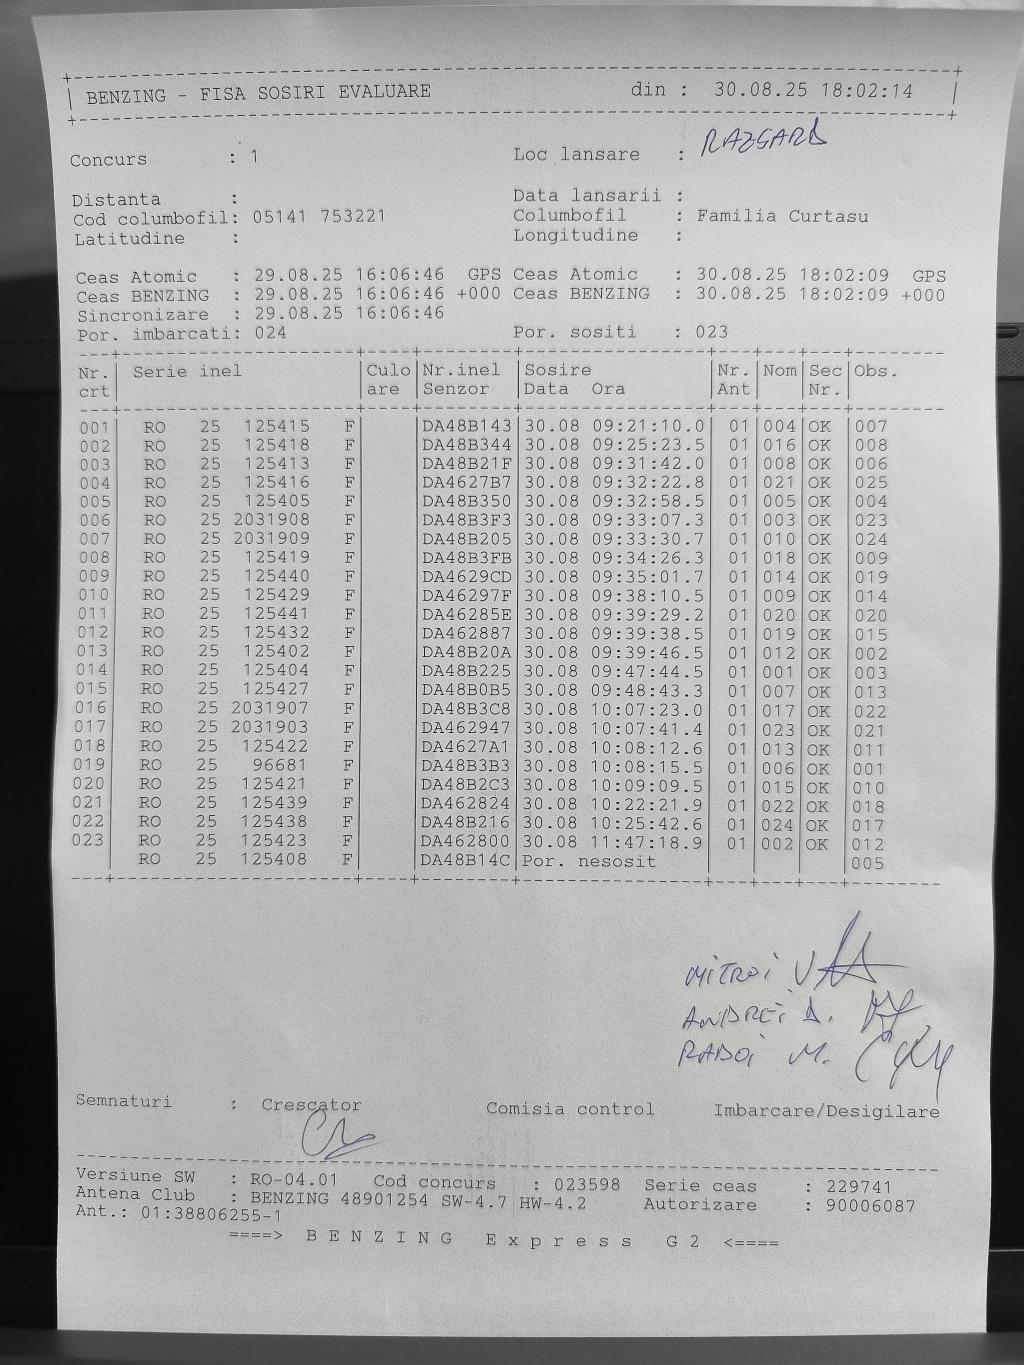 BENZING - FISA SOSIRI EVALUARE din : 30.08.25 18:02:14
Concurs : 1 Loc lansare : RAZGARD
Distanta : Data lansarii :
Cod columbofil: 05141 753221 Columbofil : Familia Curtasu
Latitudine : Longitudine :
Ceas Atomic : 29.08.25 16:06:46 GPS Ceas Atomic : 30.08.25 18:02:09 GPS
Ceas BENZING : 29.08.25 16:06:46 +000 Ceas BENZING : 30.08.25 18:02:09 +000
Sincronizare : 29.08.25 16:06:46
Por. imbarcati: 024 Por. sositi : 023
Nr. Serie inel Culo Nr.inel Sosire Nr. Nom Sec Obs.
crt are Senzor Data Ora Ant Nr.
001 RO 25 125415 F DA48B143 30.08 09:21:10.0 01 004 OK 007
002 RO 25 125418 F DA48B344 30.08 09:25:23.5 01 016 OK 008
003 RO 25 125413 F DA48B21F 30.08 09:31:42.0 01 008 OK 006
004 RO 25 125416 F DA4627B7 30.08 09:32:22.8 01 021 OK 025
005 RO 25 125405 F DA48B350 30.08 09:32:58.5 01 005 OK 004
006 RO 25 2031908 F DA48B3F3 30.08 09:33:07.3 01 003 OK 023
007 RO 25 2031909 F DA48B205 30.08 09:33:30.7 01 010 OK 024
008 RO 25 125419 F DA48B3FB 30.08 09:34:26.3 01 018 OK 009
009 RO 25 125440 F DA4629CD 30.08 09:35:01.7 01 014 OK 019
010 RO 25 125429 F DA46297F 30.08 09:38:10.5 01 009 OK 014
011 RO 25 125441 F DA46285E 30.08 09:39:29.2 01 020 OK 020
012 RO 25 125432 F DA462887 30.08 09:39:38.5 01 019 OK 015
013 RO 25 125402 F DA48B20A 30.08 09:39:46.5 01 012 OK 002
014 RO 25 125404 F DA48B225 30.08 09:47:44.5 01 001 OK 003
015 RO 25 125427 F DA48B0B5 30.08 09:48:43.3 01 007 OK 013
016 RO 25 2031907 F DA48B3C8 30.08 10:07:23.0 01 017 OK 022
017 RO 25 2031903 F DA462947 30.08 10:07:41.4 01 023 OK 021
018 RO 25 125422 F DA4627A1 30.08 10:08:12.6 01 013 OK 011
019 RO 25 96681 F DA48B3B3 30.08 10:08:15.5 01 006 OK 001
020 RO 25 125421 F DA48B2C3 30.08 10:09:09.5 01 015 OK 010
021 RO 25 125439 F DA462824 30.08 10:22:21.9 01 022 OK 018
022 RO 25 125438 F DA48B216 30.08 10:25:42.6 01 024 OK 017
023 RO 25 125423 F DA462800 30.08 11:47:18.9 01 002 OK 012
RO 25 125408 F DA48B14C Por. nesosit 005
MITROI V
ANDREI D.
RADOI M.
Semnaturi : Crescator Comisia control Imbarcare/Desigilare
Versiune SW : RO-04.01 Cod concurs : 023598 Serie ceas : 229741
Antena Club : BENZING 48901254 SW-4.7 HW-4.2 Autorizare : 90006087
Ant.: 01:38806255-1
====> B E N Z I N G E x p r e s s G 2 <====